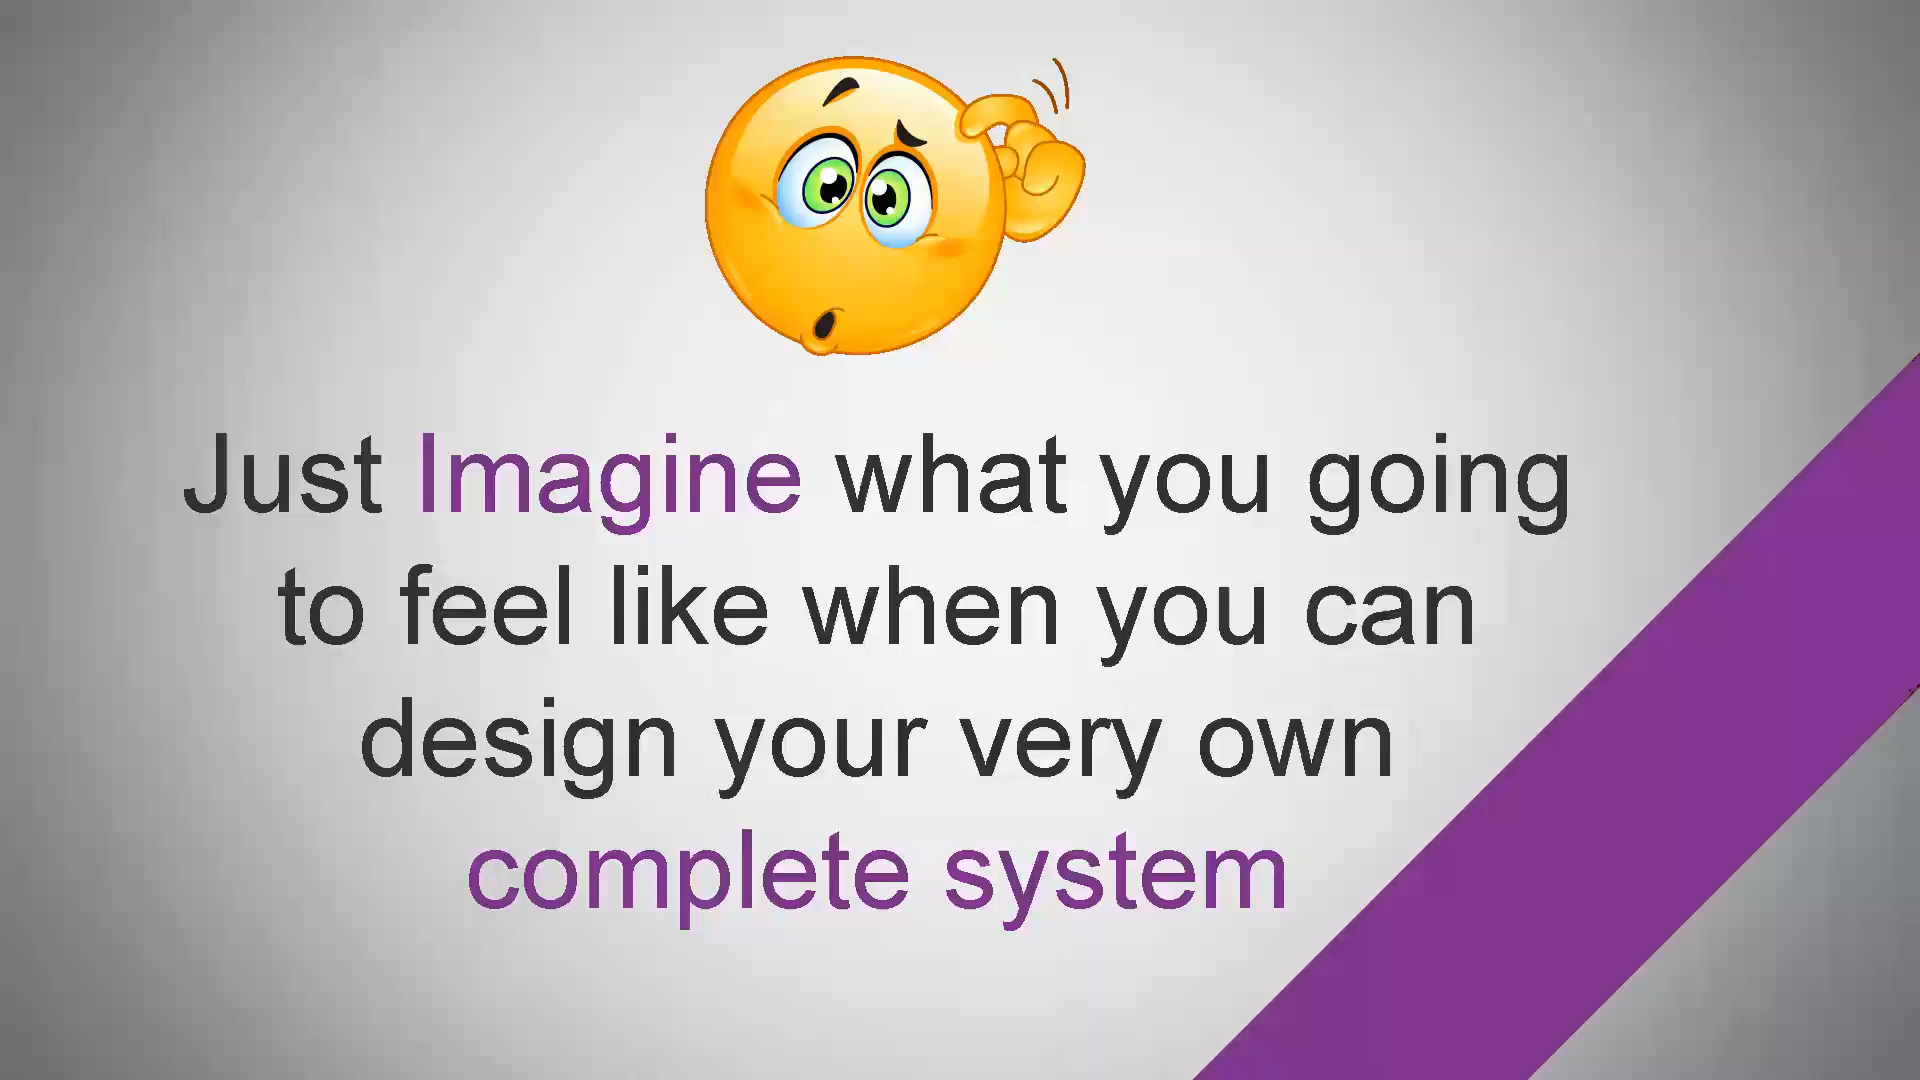 Just Imagine what you going
to feel like when you can
design your very own
complete system